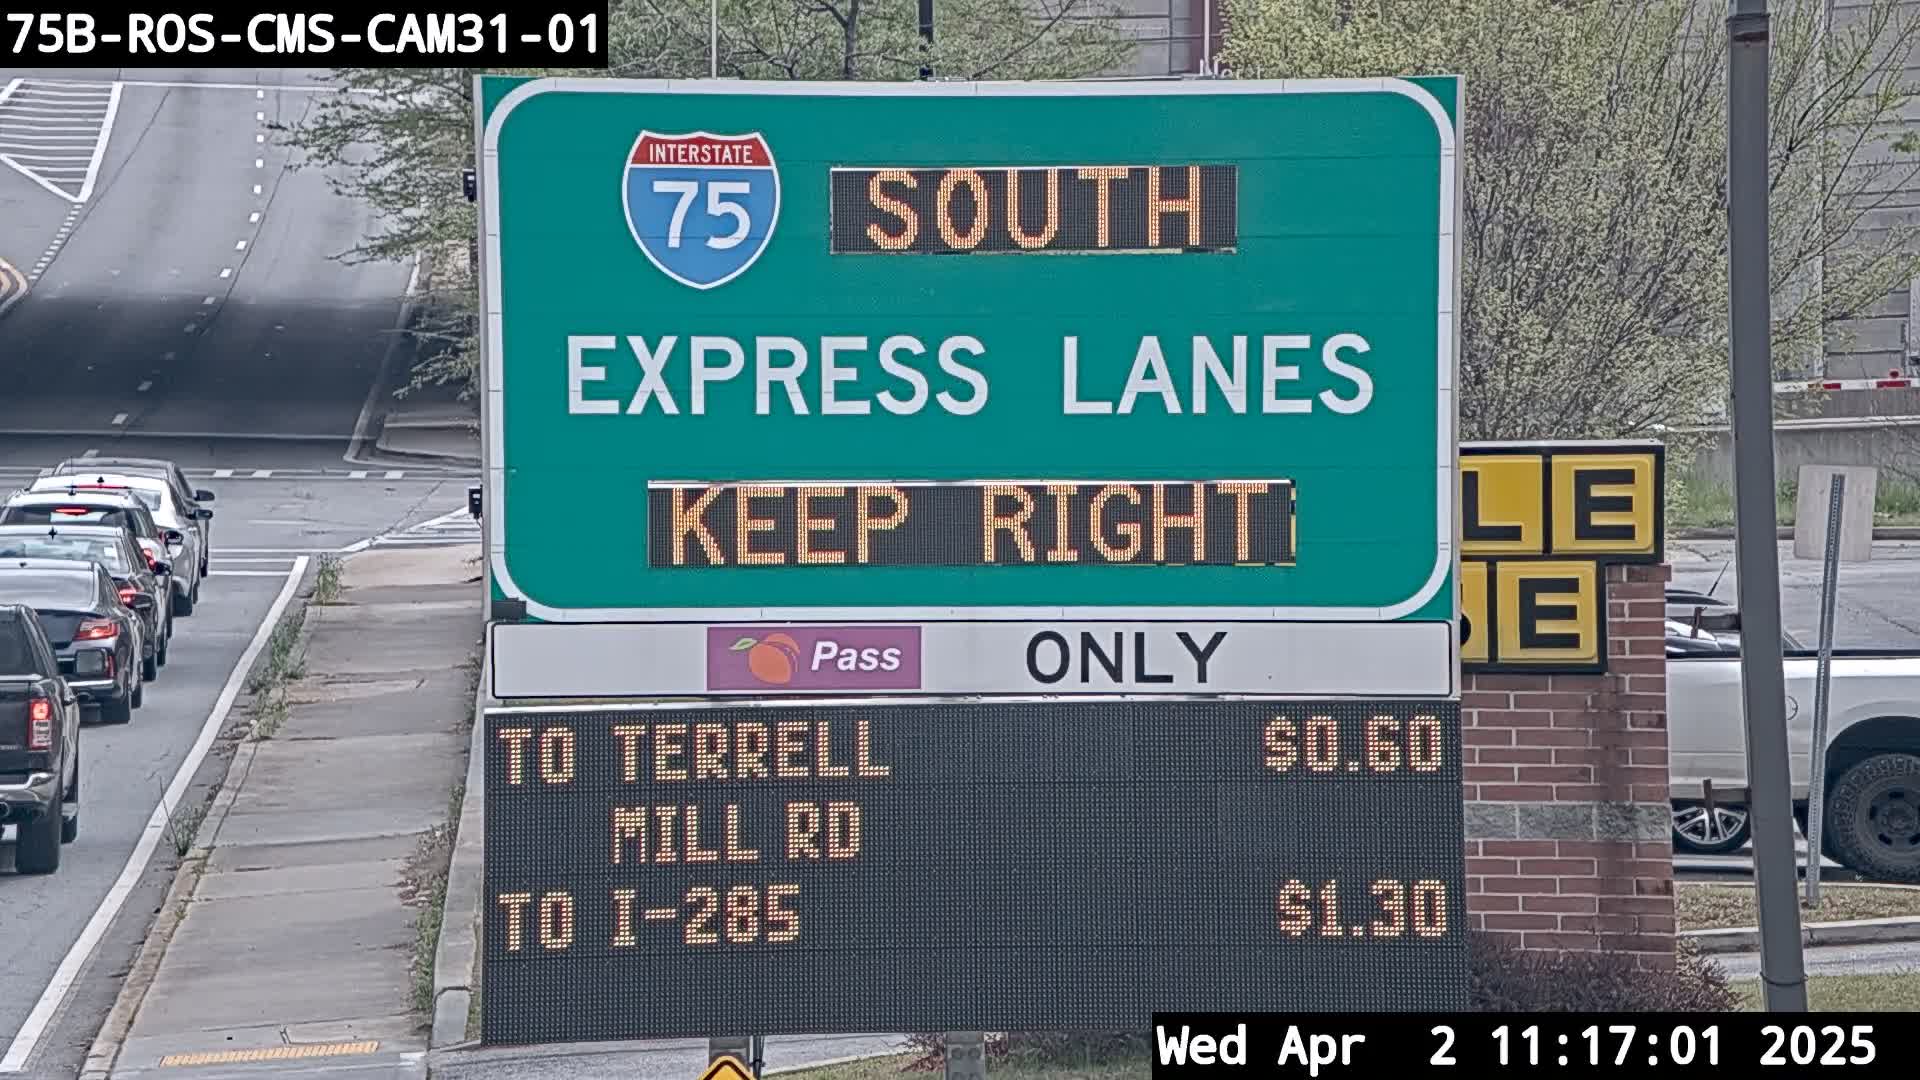 75B-ROS-CMS-CAM31-01
INTERSTATE
75
SOUTH
EXPRESS LANES
KEEP RIGHT
Pass ONLY
TO TERRELL $0.60
MILL RD
TO I-285 $1.30
LE
E
Wed Apr 2 11:17:01 2025